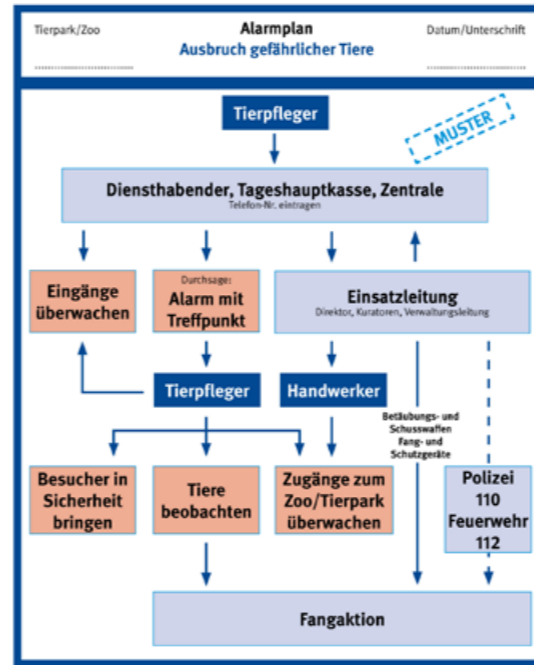 Tierpark/Zoo
Alarmplan
Datum/Unterschrift
Ausbruch gefährlicher Tiere
MUSTER
Tierpfleger
Diensthabender, Tageshauptkasse, Zentrale
Telefon-Nr. eintragen
Eingänge
überwachen
Durchsage:
Alarm mit
Treffpunkt
Einsatzleitung
Direktor, Kuratoren, Verwaltungsleitung
Tierpfleger
Handwerker
Betäubungs- und
Schusswaffen
Fang- und
Schutzgeräte
Besucher in
Sicherheit
bringen
Tiere
beobachten
Zugänge zum
Zoo/Tierpark
überwachen
Polizei
110
Feuerwehr
112
Fangaktion